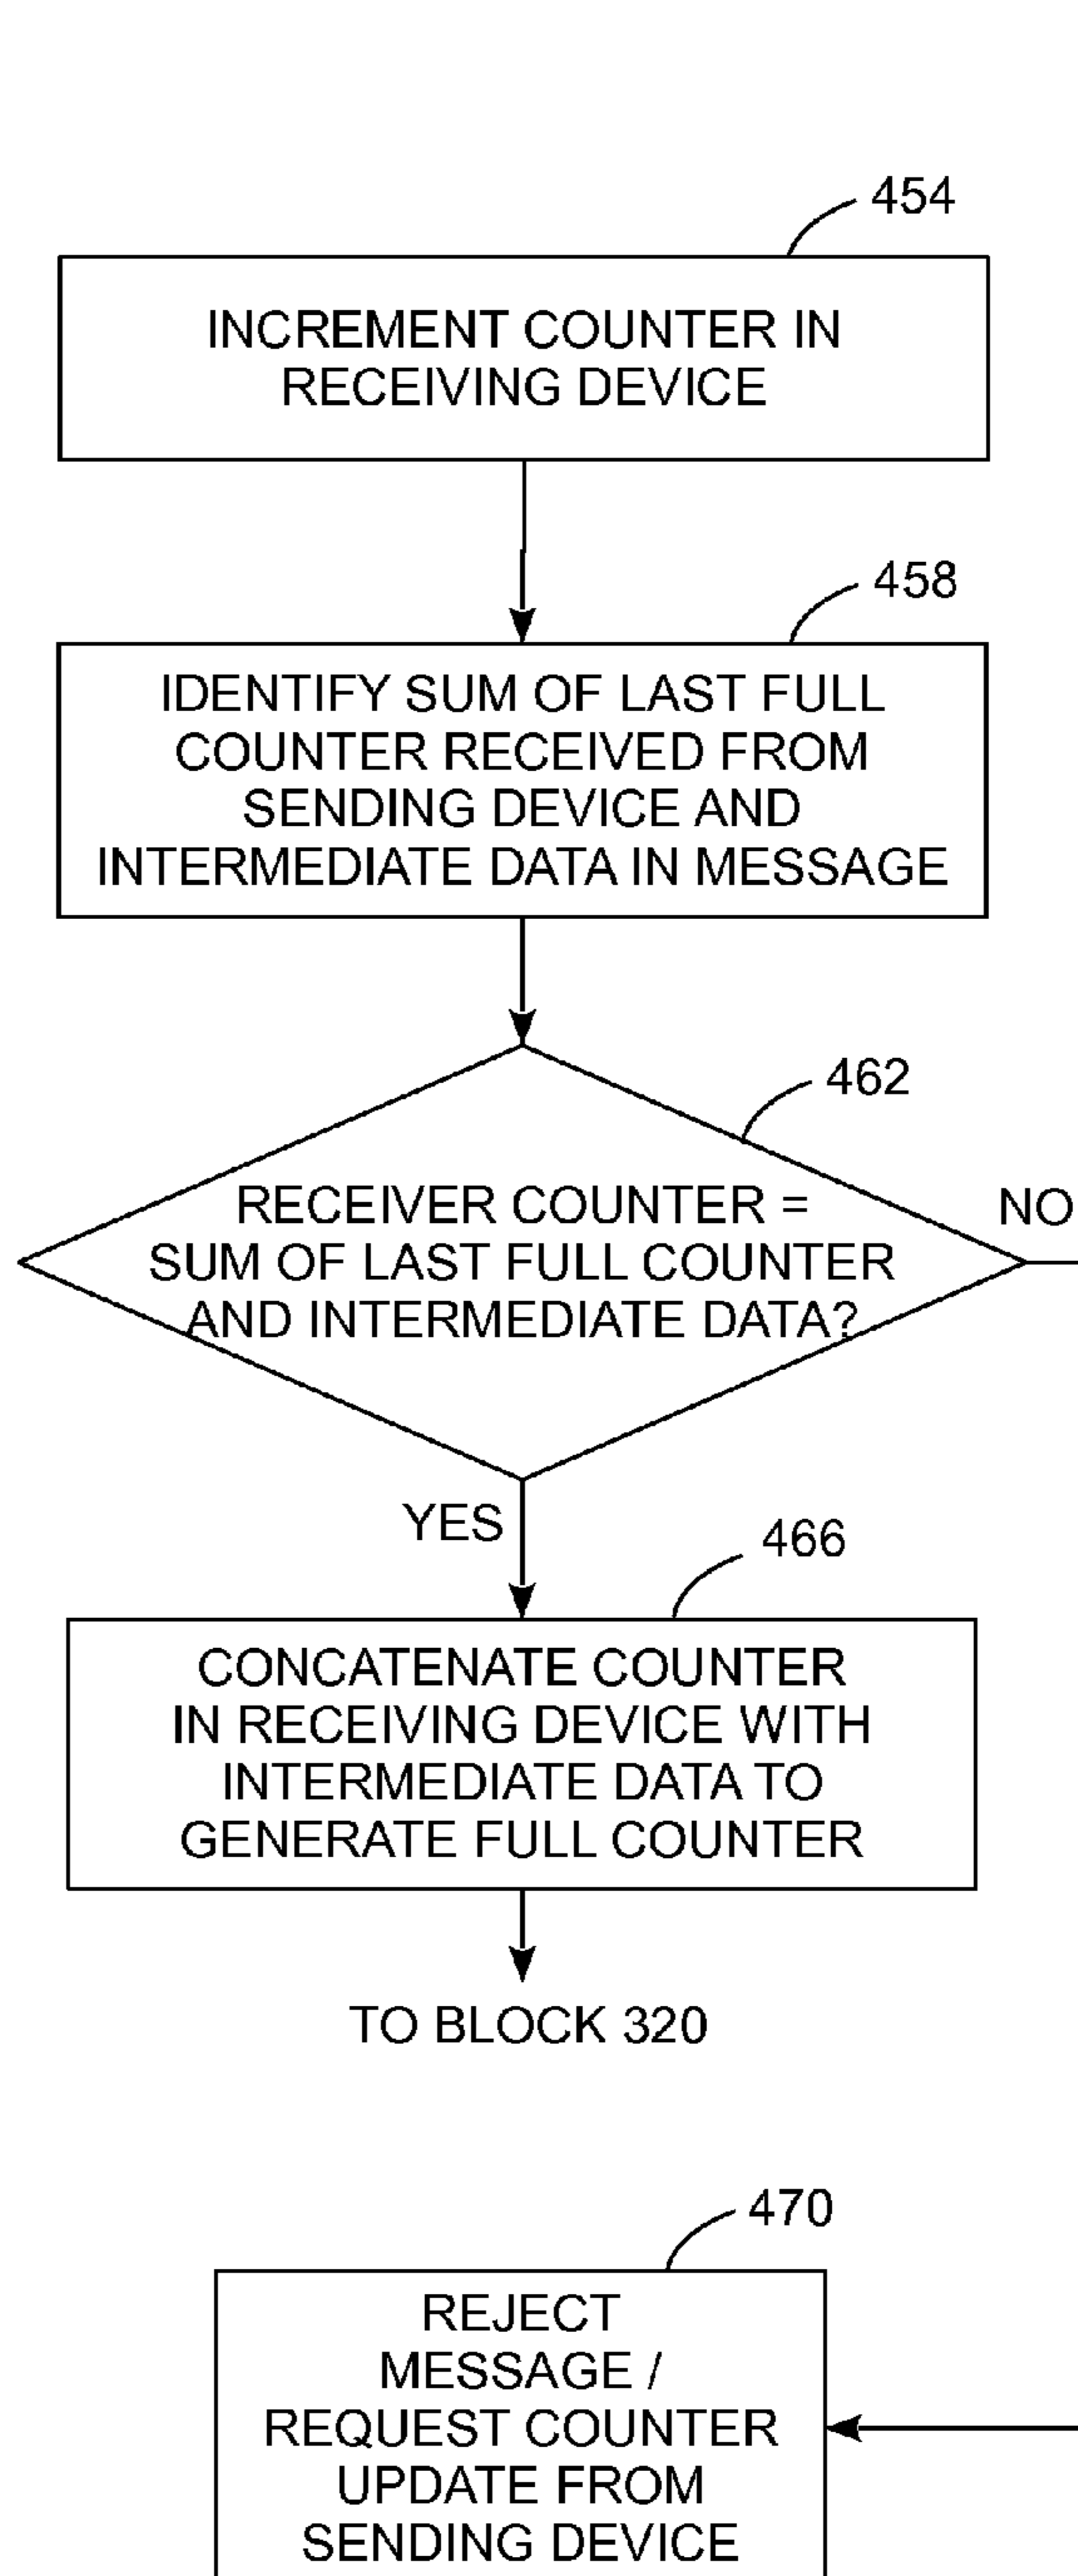 454
INCREMENT COUNTER IN
RECEIVING DEVICE
458
IDENTIFY SUM OF LAST FULL
COUNTER RECEIVED FROM
SENDING DEVICE AND
INTERMEDIATE DATA IN MESSAGE
462
RECEIVER COUNTER =
SUM OF LAST FULL COUNTER
AND INTERMEDIATE DATA?
NO
YES
466
CONCATENATE COUNTER
IN RECEIVING DEVICE WITH
INTERMEDIATE DATA TO
GENERATE FULL COUNTER
TO BLOCK 320
470
REJECT
MESSAGE /
REQUEST COUNTER
UPDATE FROM
SENDING DEVICE